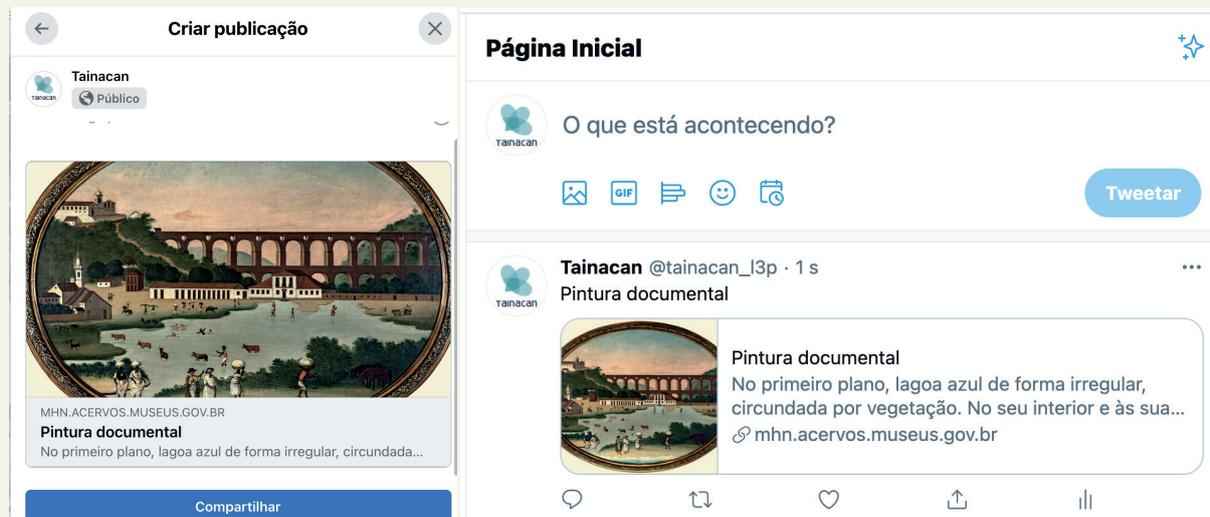 Criar publicação
Tainacan
Público
MHN.ACERVOS.MUSEUS.GOV.BR
Pintura documental
No primeiro plano, lagoa azul de forma irregular, circundada...
Compartilhar
Página Inicial
TAINACAN
O que está acontecendo?
GIF
Tweetar
TAINACAN
Tainacan @tainacan_l3p · 1 s
Pintura documental
Pintura documental
No primeiro plano, lagoa azul de forma irregular,
circundada por vegetação. No seu interior e às sua...
mhn.acervos.museus.gov.br